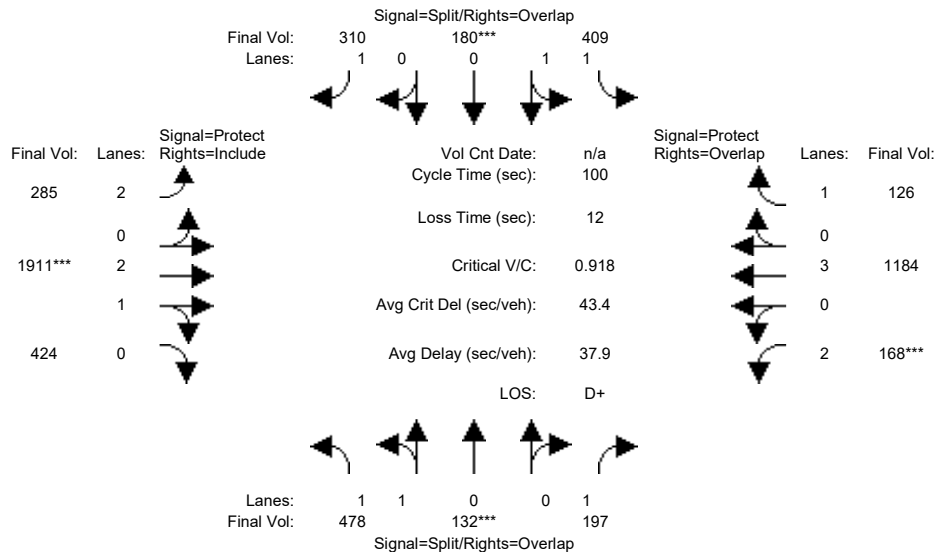 Signal=Split/Rights=Overlap
Final Vol: 310 180*** 409
Lanes: 1 0 0 1 1
Signal=Protect
Final Vol: Lanes: Rights=Include
Vol Cnt Date: n/a
Signal=Protect
Rights=Overlap Lanes: Final Vol:
Cycle Time (sec): 100
285 2
1 126
Loss Time (sec): 12
0
0
1911*** 2
Critical V/C: 0.918
3 1184
1
Avg Crit Del (sec/veh): 43.4
0
424 0
Avg Delay (sec/veh): 37.9
2 168***
LOS: D+
Lanes: 1 1 0 0 1
Final Vol: 478 132*** 197
Signal=Split/Rights=Overlap